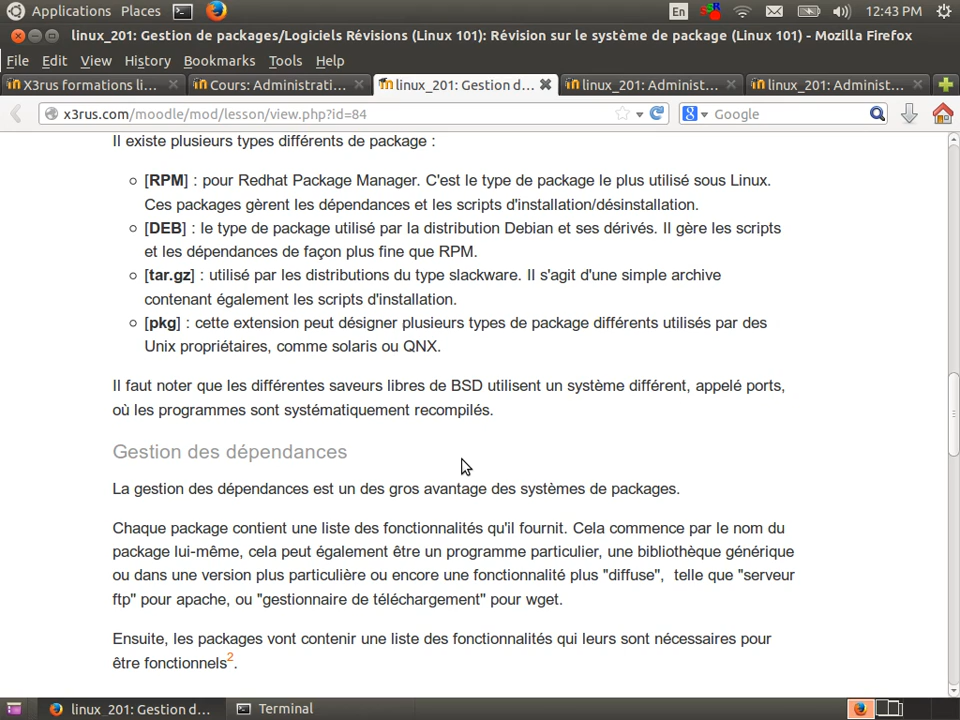 Applications Places En 12:43 PM
linux_201: Gestion de packages/Logiciels Révisions (Linux 101): Révision sur le système de package (Linux 101) - Mozilla Firefox
File Edit View History Bookmarks Tools Help
X3rus formations li... Cours: Administrati... linux_201: Gestion d... linux_201: Administ... linux_201: Administ...
x3rus.com/moodle/mod/lesson/view.php?id=84 Google
Il existe plusieurs types différents de package :
[RPM] : pour Redhat Package Manager. C'est le type de package le plus utilisé sous Linux.
Ces packages gèrent les dépendances et les scripts d'installation/désinstallation.
[DEB] : le type de package utilisé par la distribution Debian et ses dérivés. Il gère les scripts
et les dépendances de façon plus fine que RPM.
[tar.gz] : utilisé par les distributions du type slackware. Il s'agit d'une simple archive
contenant également les scripts d'installation.
[pkg] : cette extension peut désigner plusieurs types de package différents utilisés par des
Unix propriétaires, comme solaris ou QNX.
Il faut noter que les différentes saveurs libres de BSD utilisent un système différent, appelé ports,
où les programmes sont systématiquement recompilés.
Gestion des dépendances
La gestion des dépendances est un des gros avantage des systèmes de packages.
Chaque package contient une liste des fonctionnalités qu'il fournit. Cela commence par le nom du
package lui-même, cela peut également être un programme particulier, une bibliothèque générique
ou dans une version plus particulière ou encore une fonctionnalité plus "diffuse", telle que "serveur
ftp" pour apache, ou "gestionnaire de téléchargement" pour wget.
Ensuite, les packages vont contenir une liste des fonctionnalités qui leurs sont nécessaires pour
être fonctionnels2.
linux_201: Gestion d... Terminal